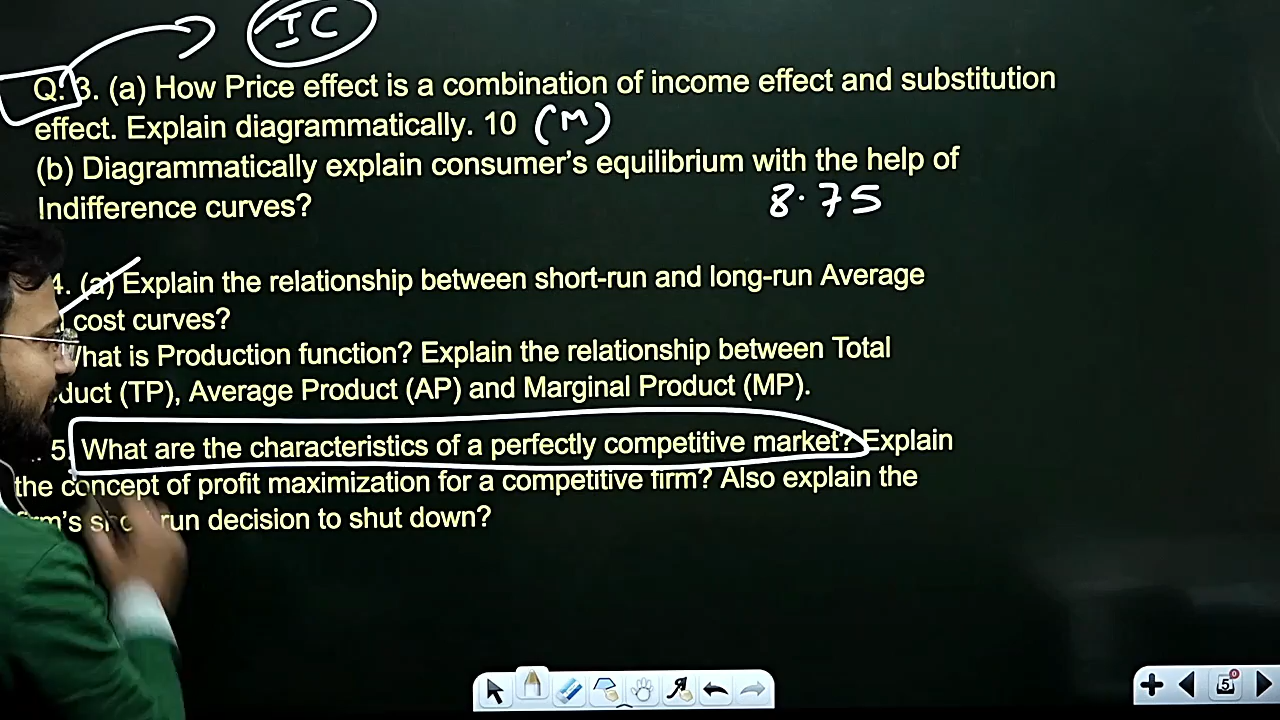 IC
Q. 3. (a) How Price effect is a combination of income effect and substitution
effect. Explain diagrammatically. 10 (M)
(b) Diagrammatically explain consumer's equilibrium with the help of
Indifference curves?
8.75
4. (a) Explain the relationship between short-run and long-run Average
cost curves?
What is Production function? Explain the relationship between Total
duct (TP), Average Product (AP) and Marginal Product (MP).
5 What are the characteristics of a perfectly competitive market? Explain
the concept of profit maximization for a competitive firm? Also explain the
run decision to shut down?
5